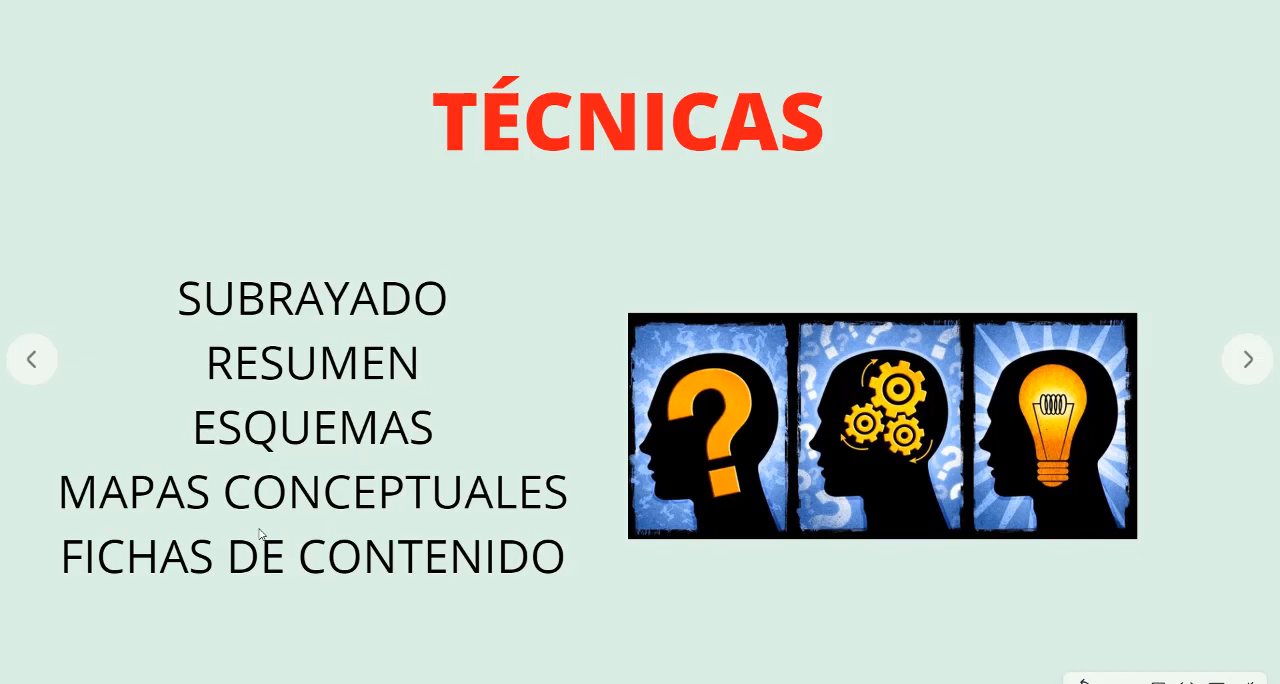 TÉCNICAS
SUBRAYADO
RESUMEN
ESQUEMAS
MAPAS CONCEPTUALES
FICHAS DE CONTENIDO